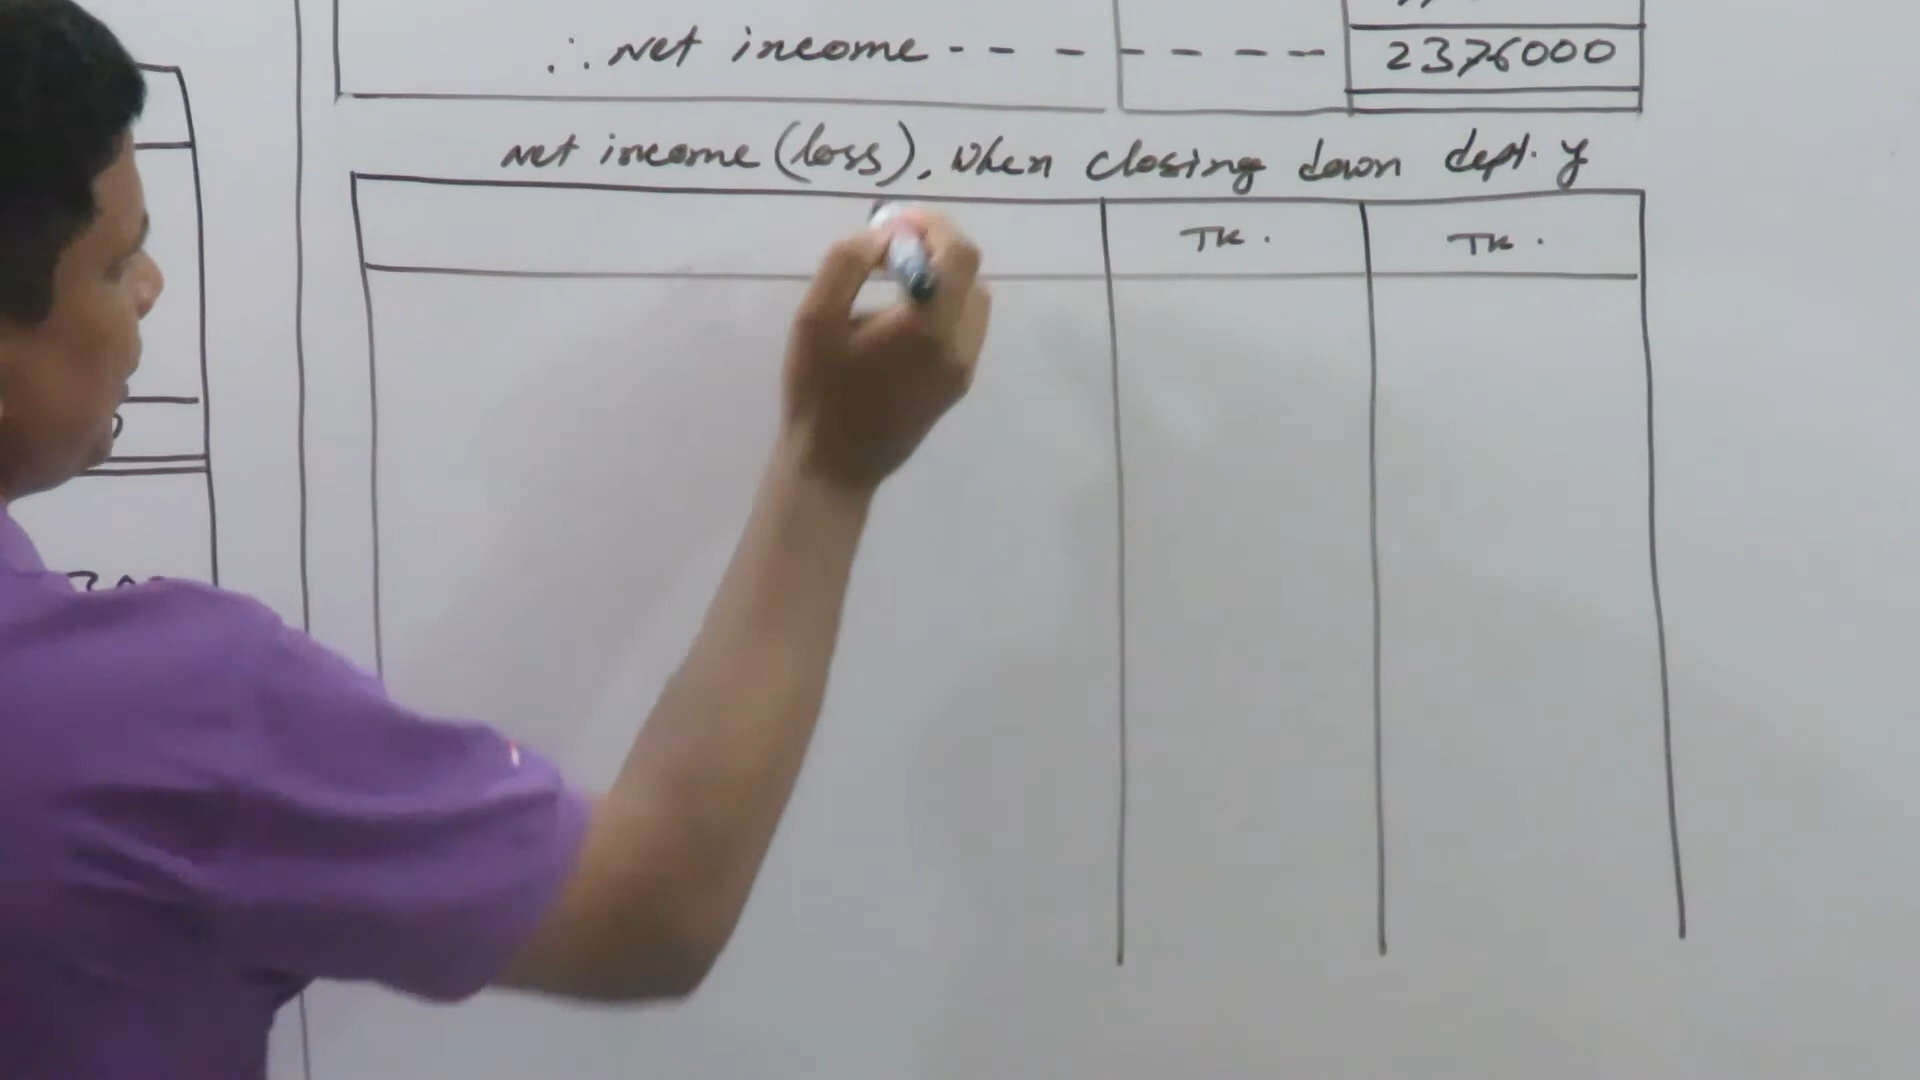 ∴ Net income - - - - - - - 2376000
Net income (loss), when closing down dept. y
TK. TK.